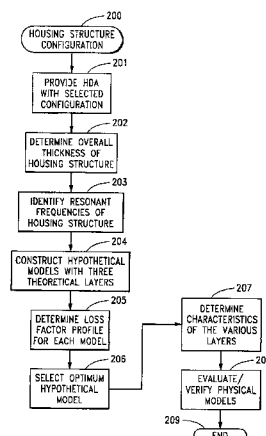 200
HOUSING STRUCTURE
CONFIGURATION
201
PROVIDE HDA
WITH SELECTED
CONFIGURATION
202
DETERMINE OVERALL
THICKNESS OF
HOUSING STRUCTURE
203
IDENTIFY RESONANT
FREQUENCIES OF
HOUSING STRUCTURE
204
CONSTRUCT HYPOTHETICAL
MODELS WITH THREE
THEORETICAL LAYERS
205
DETERMINE LOSS
FACTOR PROFILE
FOR EACH MODEL
206
SELECT OPTIMUM
HYPOTHETICAL
MODEL
207
DETERMINE
CHARACTERISTICS
OF THE VARIOUS
LAYERS
20
EVALUATE/
VERIFY PHYSICAL
MODELS
209
END